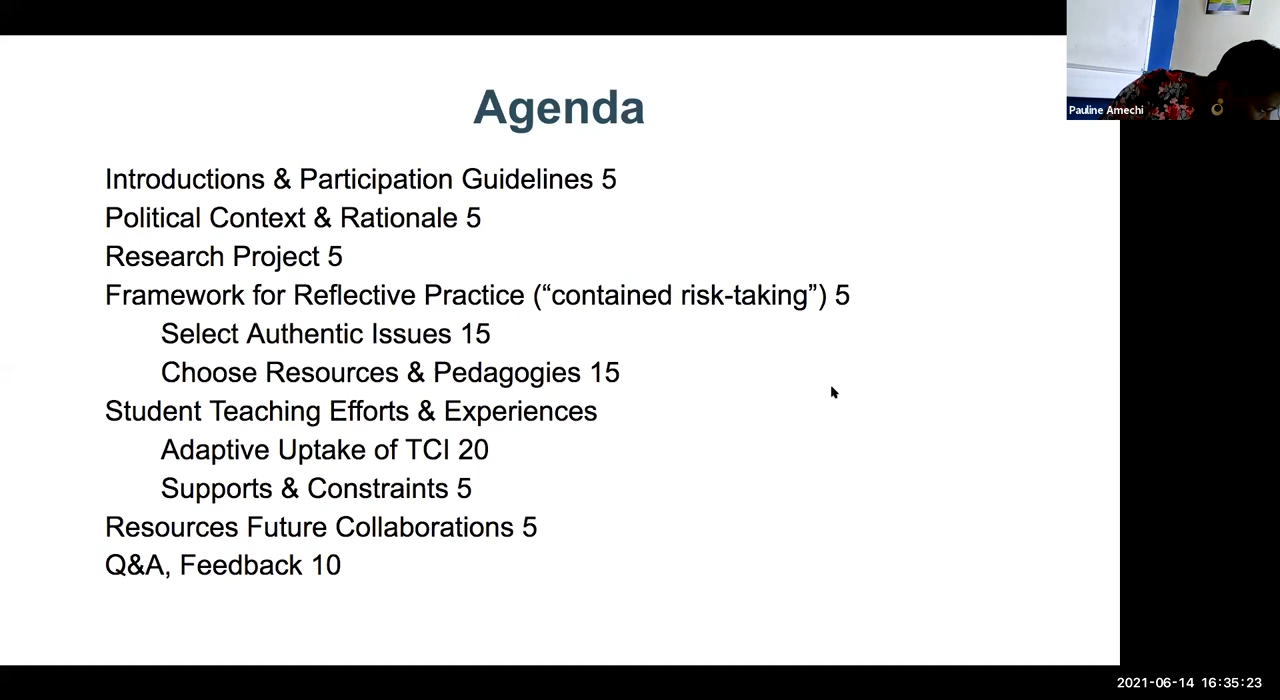 Agenda
Pauline Amechi
Introductions & Participation Guidelines 5
Political Context & Rationale 5
Research Project 5
Framework for Reflective Practice (“contained risk-taking”) 5
Select Authentic Issues 15
Choose Resources & Pedagogies 15
Student Teaching Efforts & Experiences
Adaptive Uptake of TCI 20
Supports & Constraints 5
Resources Future Collaborations 5
Q&A, Feedback 10
2021-06-14 16:35:23